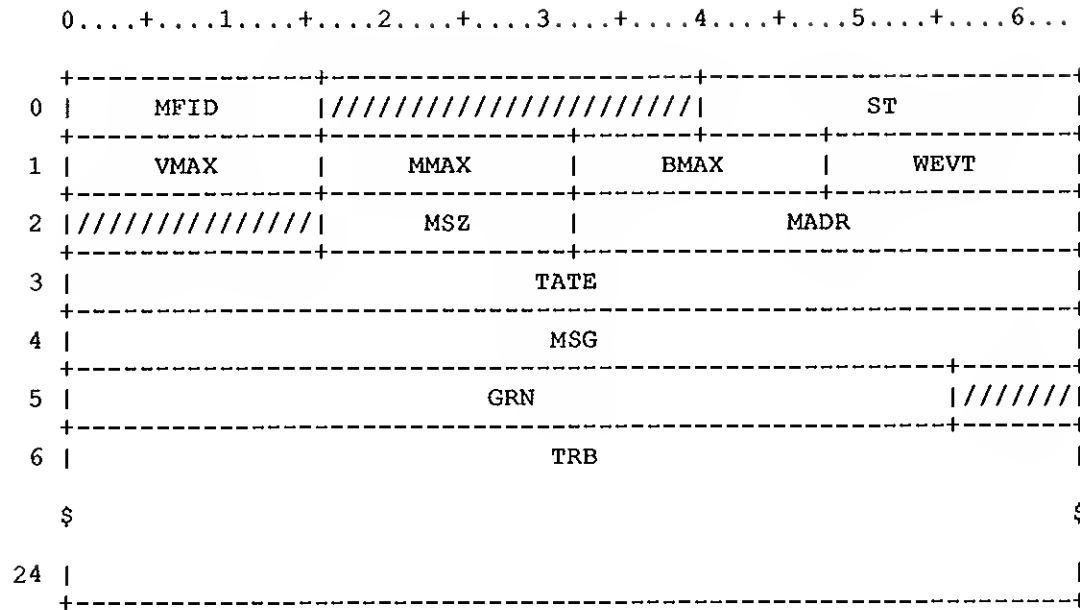 0....+....1....+....2....+....3....+....4....+....5....+....6...
+---------------+-----------------------+-----------------------+
0 | MFID |///////////////////////| ST |
+---------------+---------------+-------+-------+---------------+
1 | VMAX | MMAX | BMAX | WEVT |
+---------------+---------------+---------------+---------------+
2 |///////////////| MSZ | MADR |
+---------------+---------------+-------------------------------+
3 | TATE |
+---------------------------------------------------------------+
4 | MSG |
+-------------------------------------------------------+-------+
5 | GRN |///////|
+-------------------------------------------------------+-------+
6 | TRB |
$ $
24 | |
+---------------------------------------------------------------+